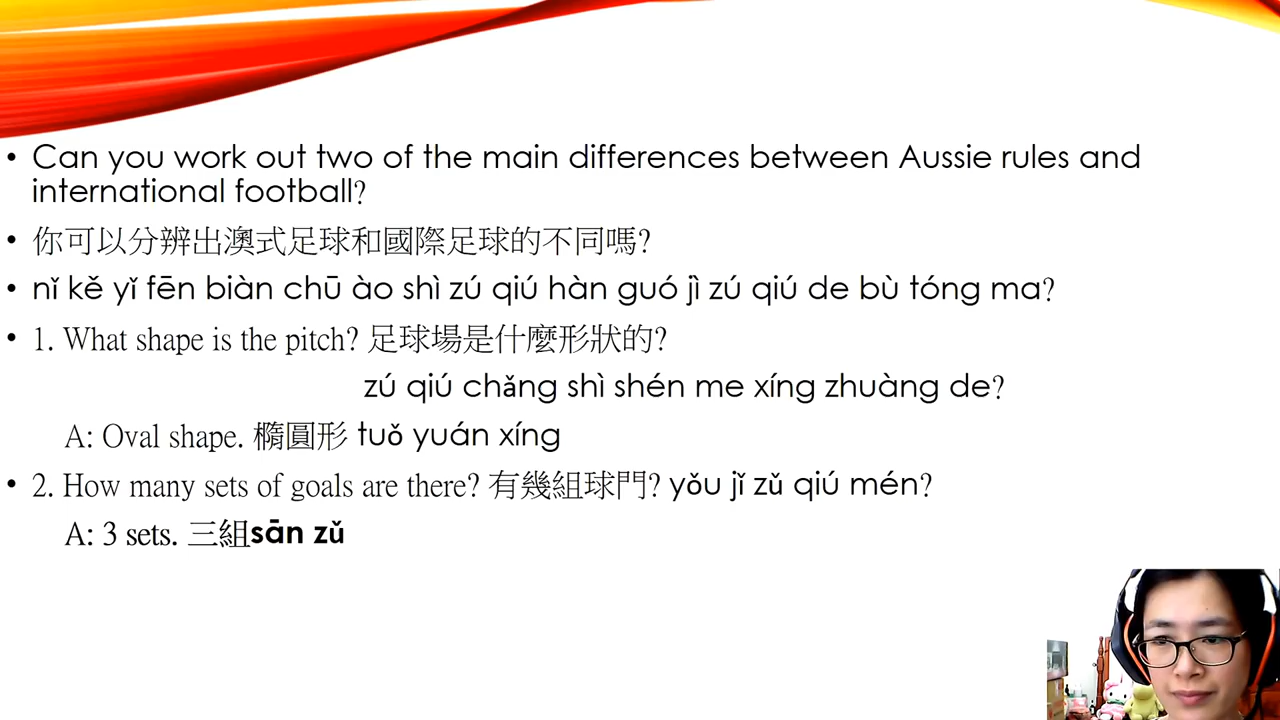 • Can you work out two of the main differences between Aussie rules and
international football?
• 你可以分辨出澳式足球和國際足球的不同嗎?
• nǐ kě yǐ fēn biàn chū ào shì zú qiú hàn guó jì zú qiú de bù tóng ma?
• 1. What shape is the pitch? 足球場是什麼形狀的?
zú qiú chǎng shì shén me xíng zhuàng de?
A: Oval shape. 橢圓形 tuǒ yuán xíng
• 2. How many sets of goals are there? 有幾組球門? yǒu jǐ zǔ qiú mén?
A: 3 sets. 三組sān zǔ